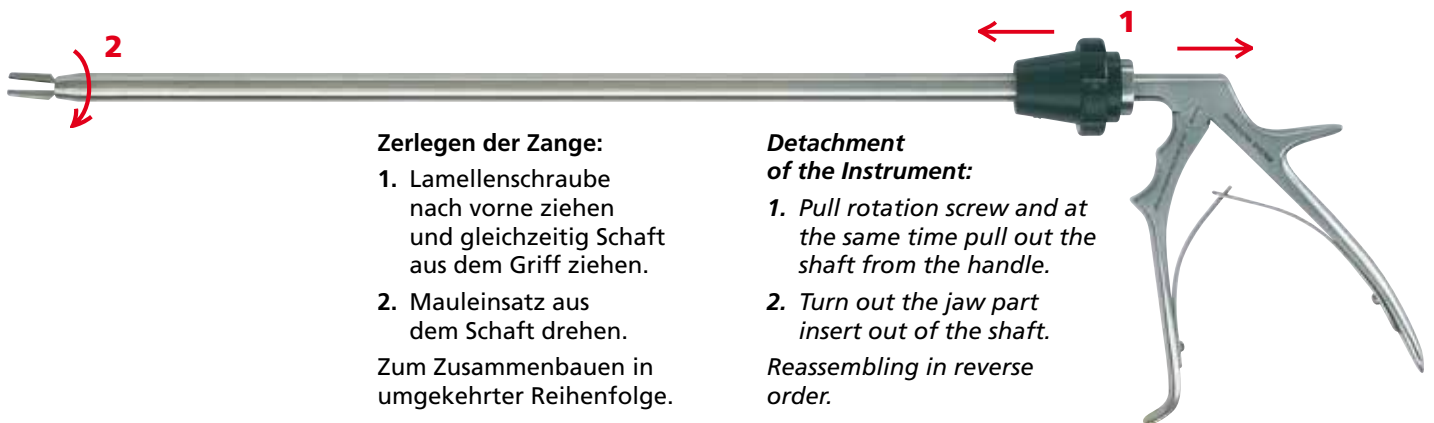 2
1
Zerlegen der Zange:
1. Lamellenschraube
nach vorne ziehen
und gleichzeitig Schaft
aus dem Griff ziehen.
2. Mauleinsatz aus
dem Schaft drehen.
Zum Zusammenbauen in
umgekehrter Reihenfolge.
Detachment
of the Instrument:
1. Pull rotation screw and at
the same time pull out the
shaft from the handle.
2. Turn out the jaw part
insert out of the shaft.
Reassembling in reverse
order.